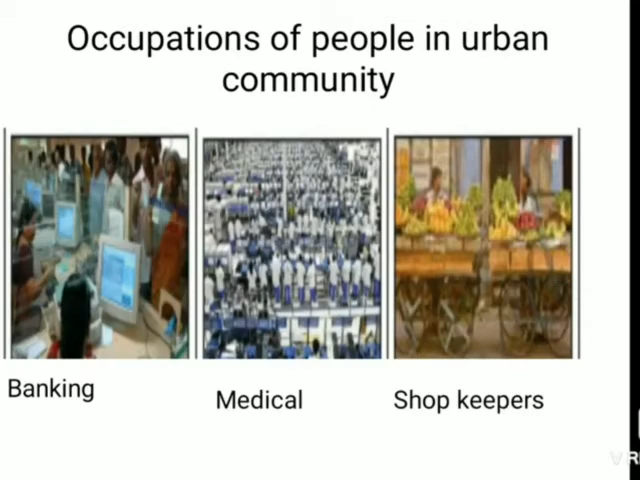 Occupations of people in urban
community
Banking
Medical
Shop keepers